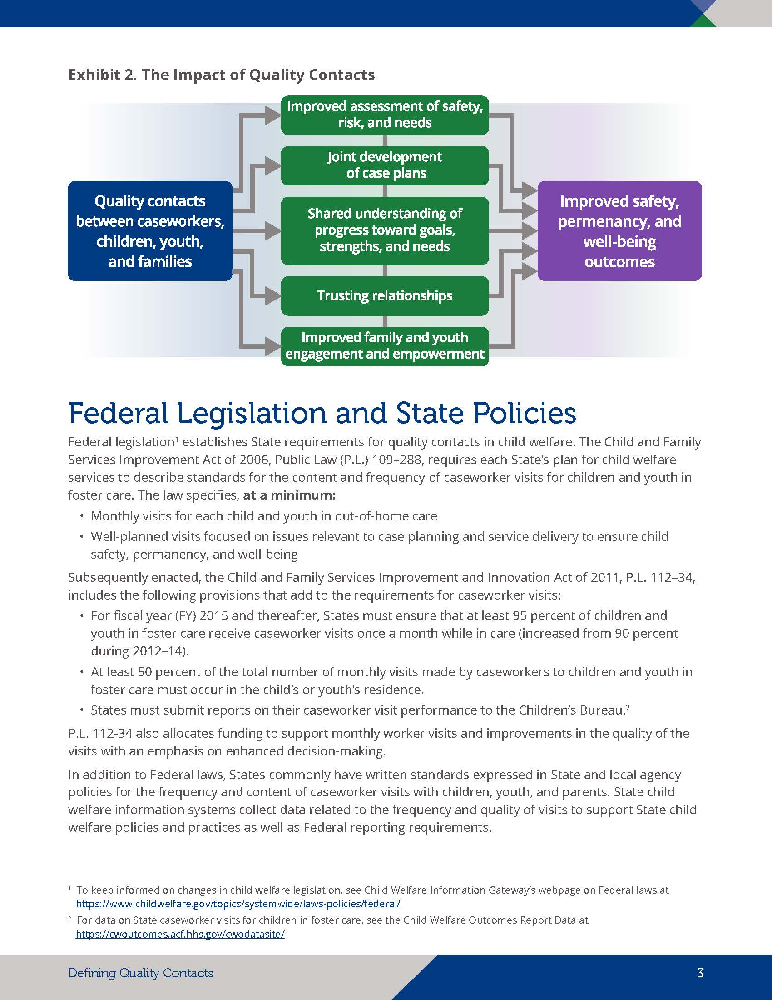 Exhibit 2. The Impact of Quality Contacts
Quality contacts
between caseworkers,
children, youth,
and families
Improved assessment of safety,
risk, and needs
Joint development
of case plans
Shared understanding of
progress toward goals,
strengths, and needs
Trusting relationships
Improved family and youth
engagement and empowerment
Improved safety,
permenancy, and
well-being
outcomes
Federal Legislation and State Policies
Federal legislation¹ establishes State requirements for quality contacts in child welfare. The Child and Family
Services Improvement Act of 2006, Public Law (P.L.) 109–288, requires each State’s plan for child welfare
services to describe standards for the content and frequency of caseworker visits for children and youth in
foster care. The law specifies, at a minimum:
• Monthly visits for each child and youth in out-of-home care
• Well-planned visits focused on issues relevant to case planning and service delivery to ensure child
safety, permanency, and well-being
Subsequently enacted, the Child and Family Services Improvement and Innovation Act of 2011, P.L. 112–34,
includes the following provisions that add to the requirements for caseworker visits:
• For fiscal year (FY) 2015 and thereafter, States must ensure that at least 95 percent of children and
youth in foster care receive caseworker visits once a month while in care (increased from 90 percent
during 2012–14).
• At least 50 percent of the total number of monthly visits made by caseworkers to children and youth in
foster care must occur in the child’s or youth’s residence.
• States must submit reports on their caseworker visit performance to the Children’s Bureau.²
P.L. 112-34 also allocates funding to support monthly worker visits and improvements in the quality of the
visits with an emphasis on enhanced decision-making.
In addition to Federal laws, States commonly have written standards expressed in State and local agency
policies for the frequency and content of caseworker visits with children, youth, and parents. State child
welfare information systems collect data related to the frequency and quality of visits to support State child
welfare policies and practices as well as Federal reporting requirements.
¹ To keep informed on changes in child welfare legislation, see Child Welfare Information Gateway’s webpage on Federal laws at
https://www.childwelfare.gov/topics/systemwide/laws-policies/federal/
² For data on State caseworker visits for children in foster care, see the Child Welfare Outcomes Report Data at
https://cwoutcomes.acf.hhs.gov/cwodatasite/
Defining Quality Contacts
3